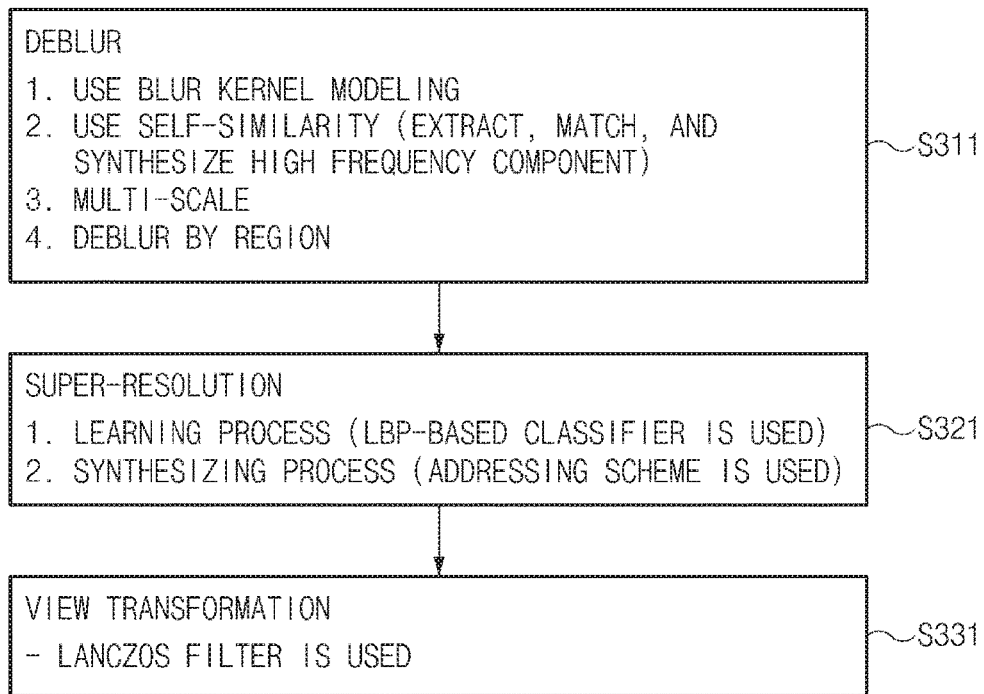 DEBLUR
1. USE BLUR KERNEL MODELING
2. USE SELF-SIMILARITY (EXTRACT, MATCH, AND
SYNTHESIZE HIGH FREQUENCY COMPONENT)
3. MULTI-SCALE
4. DEBLUR BY REGION
S311
SUPER-RESOLUTION
1. LEARNING PROCESS (LBP-BASED CLASSIFIER IS USED)
2. SYNTHESIZING PROCESS (ADDRESSING SCHEME IS USED)
S321
VIEW TRANSFORMATION
- LANCZOS FILTER IS USED
S331